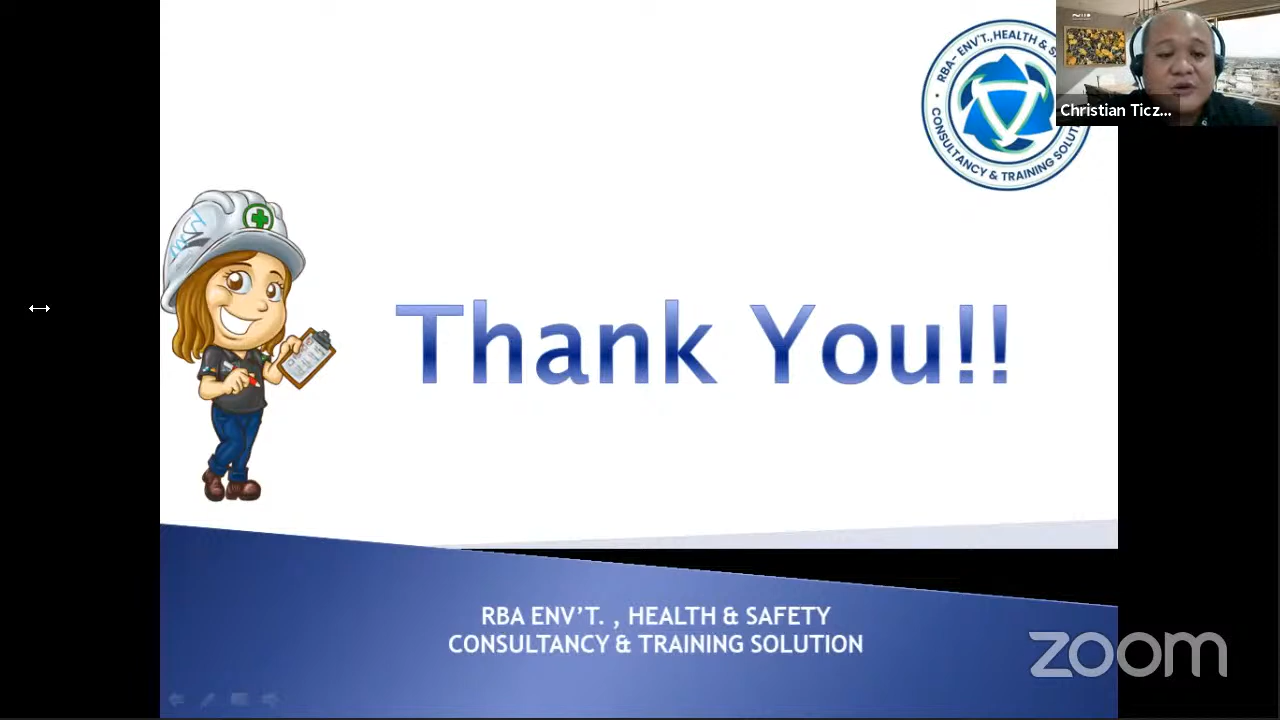 RBA- ENV'T.,HEALTH & S
CONSULTANCY & TRAINING SOLUT
Christian Ticz...
Thank You!!
RBA ENV’T. , HEALTH & SAFETY
CONSULTANCY & TRAINING SOLUTION
zoom